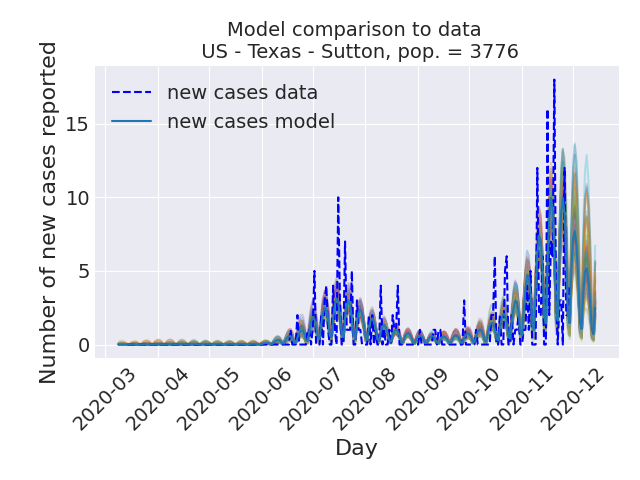 Model comparison to data
US - Texas - Sutton, pop. = 3776
Number of new cases reported
new cases data
new cases model
15
10
5
0
2020-03
2020-04
2020-05
2020-06
2020-07
2020-08
2020-09
2020-10
2020-11
2020-12
Day